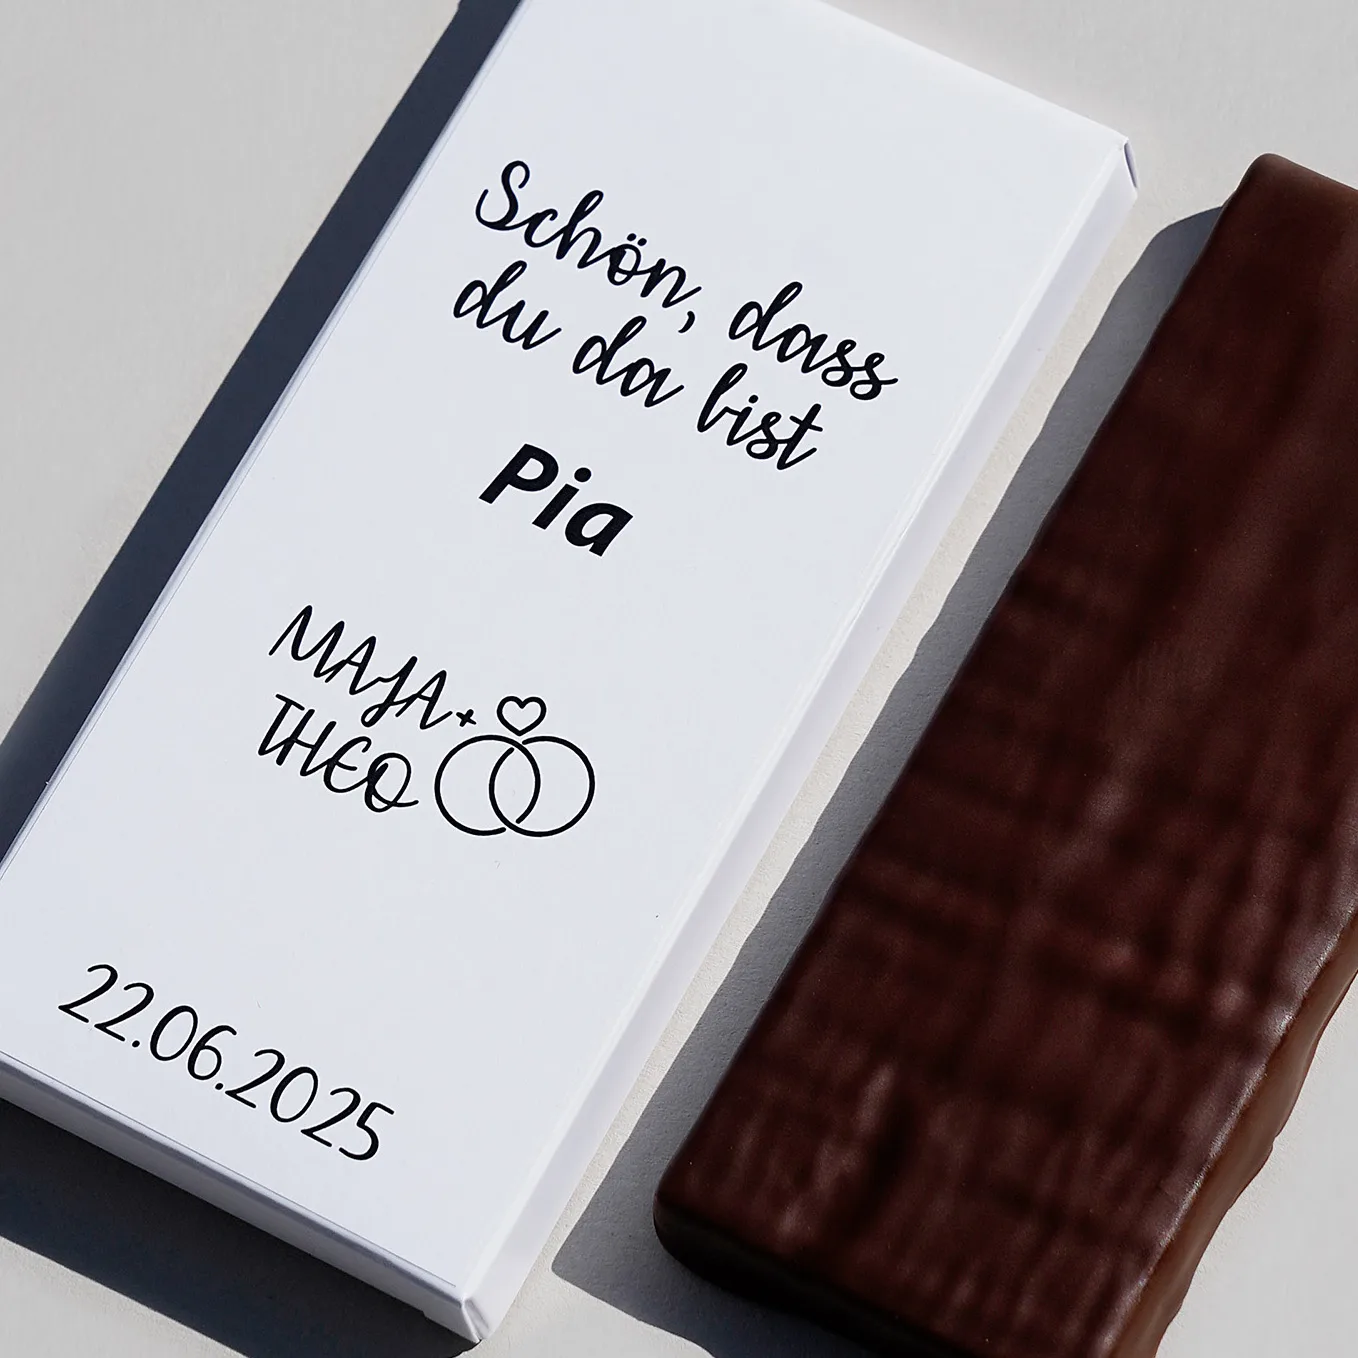 Schön, dass
du da bist
Pia
MAJA+
THEO
22.06.2025